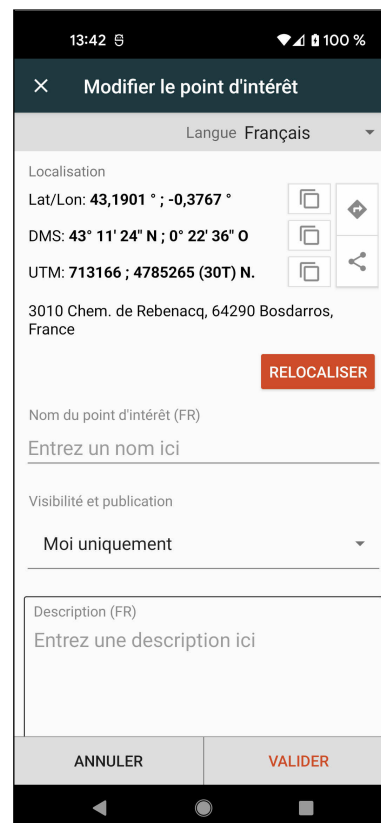 13:42
100 %
Modifier le point d'intérêt
Langue Français
Localisation
Lat/Lon: 43,1901 ° ; -0,3767 °
DMS: 43° 11' 24" N ; 0° 22' 36" O
UTM: 713166 ; 4785265 (30T) N.
3010 Chem. de Rebenacq, 64290 Bosdarros,
France
RELOCALISER
Nom du point d'intérêt (FR)
Entrez un nom ici
Visibilité et publication
Moi uniquement
Description (FR)
Entrez une description ici
ANNULER
VALIDER